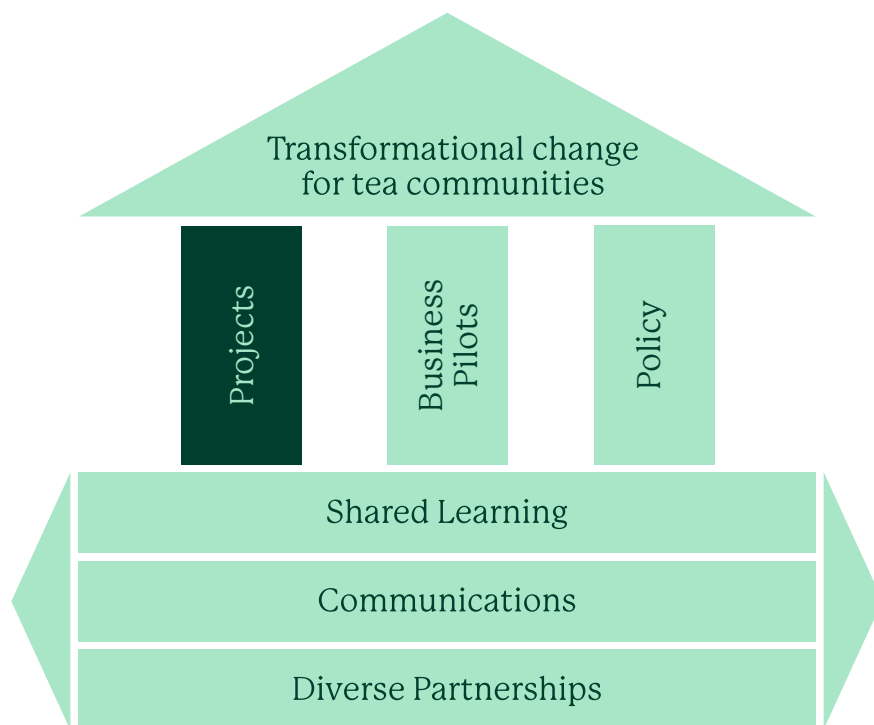 Transformational change
for tea communities
Projects
Business
Pilots
Policy
Shared Learning
Communications
Diverse Partnerships